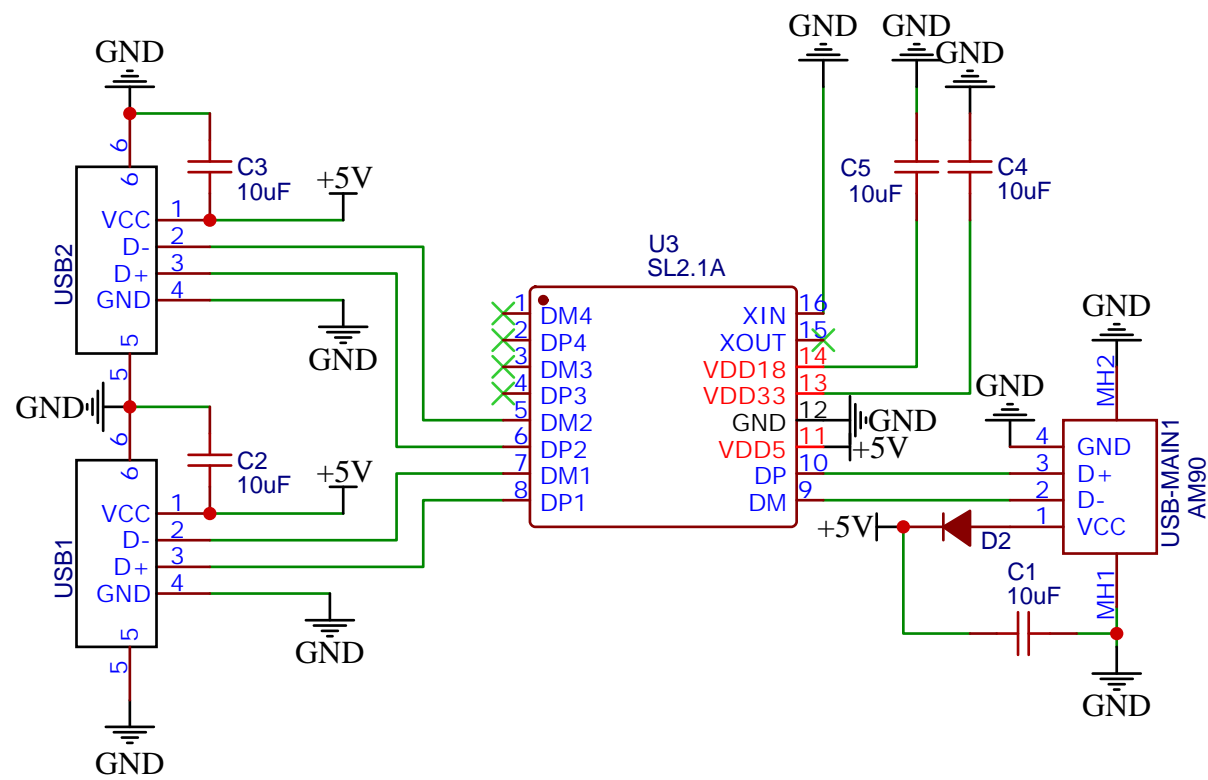 GND
GND
GND
GND
6
6
C3
10uF
+5V
VCC 1
D- 2
D+ 3
GND 4
USB2
GND
5
5
GND
6
6
C2
10uF
+5V
VCC 1
D- 2
D+ 3
GND 4
USB1
GND
5
5
GND
C5
10uF
C4
10uF
U3
SL2.1A
1 DM4
2 DP4
3 DM3
4 DP3
5 DM2
6 DP2
7 DM1
8 DP1
XIN 16
XOUT 15
VDD18 14
VDD33 13
GND 12
VDD5 11
DP 10
DM 9
GND
+5V
GND
MH2
GND
4 GND
3 D+
2 D-
1 VCC
USB-MAIN1
AM90
+5V
D2
C1
10uF
MH1
GND